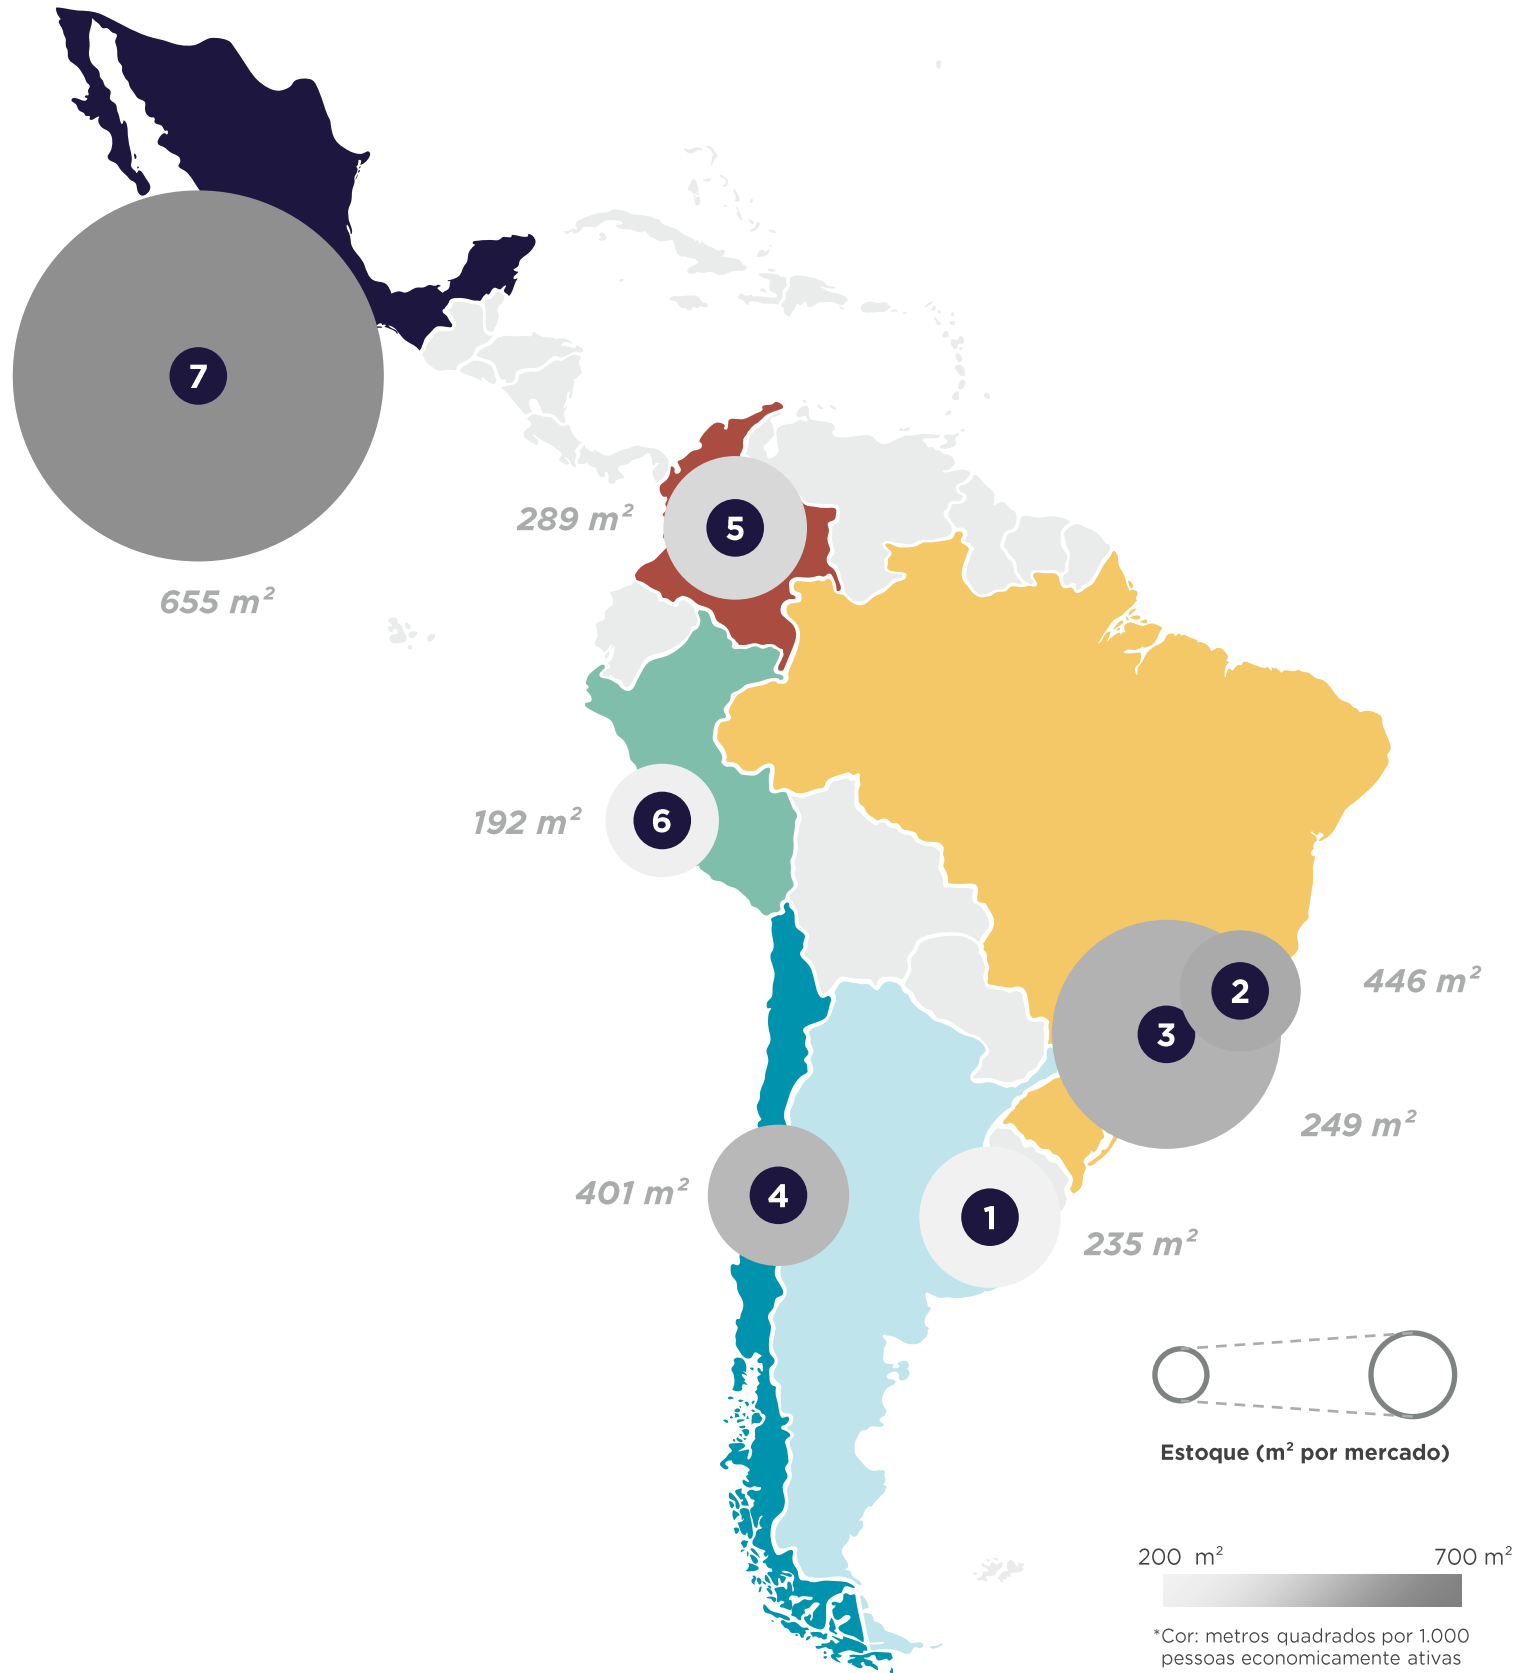 7
655 m²
289 m²
5
192 m²
6
2
446 m²
3
249 m²
401 m²
4
1
235 m²
Estoque (m² por mercado)
200 m²
700 m²
*Cor: metros quadrados por 1.000
pessoas economicamente ativas